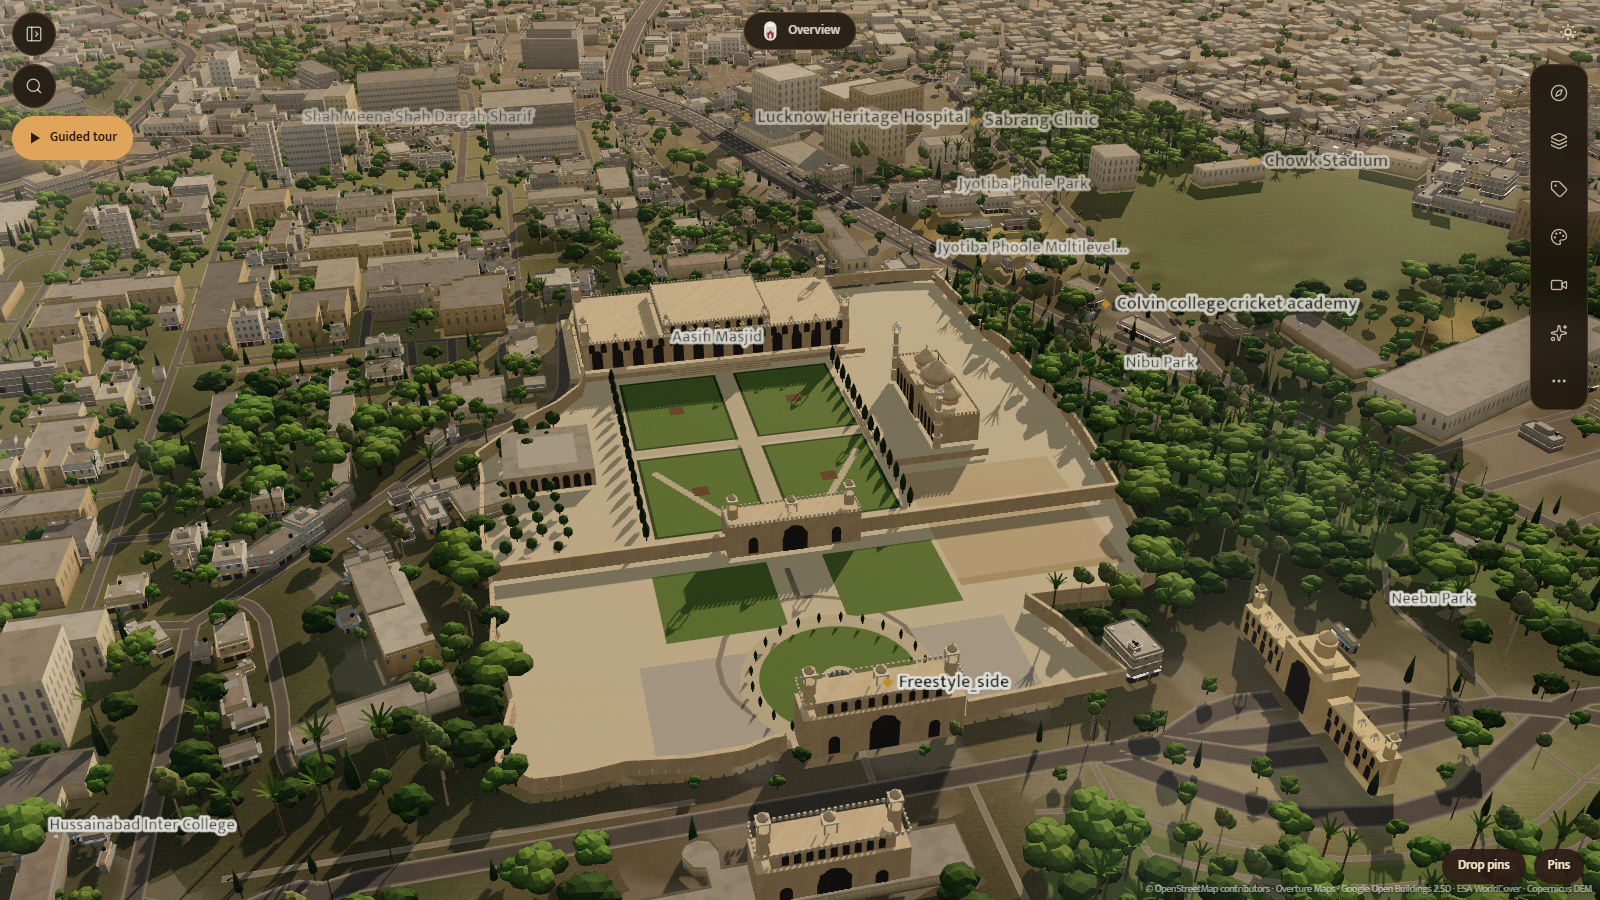 Overview
Guided tour
Shah Meena Shah Dargah Sharif
Lucknow Heritage Hospital
Sabrang Clinic
Chowk Stadium
Jyotiba Phule Park
Jyotiba Phoole Multilevel...
Colvin college cricket academy
Aasifi Masjid
Nibu Park
Neebu Park
Freestyle_side
Hussainabad Inter College
Drop pins
Pins
© OpenStreetMap contributors · Overture Maps · Google Open Buildings 2.5D · ESA WorldCover · Copernicus DEM